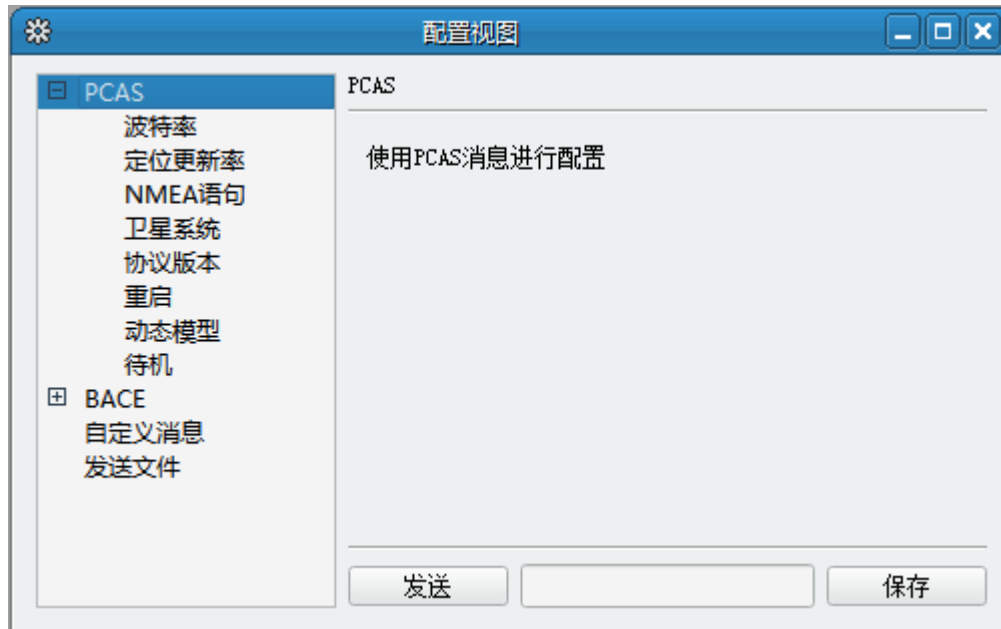 配置视图
PCAS
波特率
定位更新率
NMEA语句
卫星系统
协议版本
重启
动态模型
待机
BACE
自定义消息
发送文件
PCAS
使用PCAS消息进行配置
发送
保存